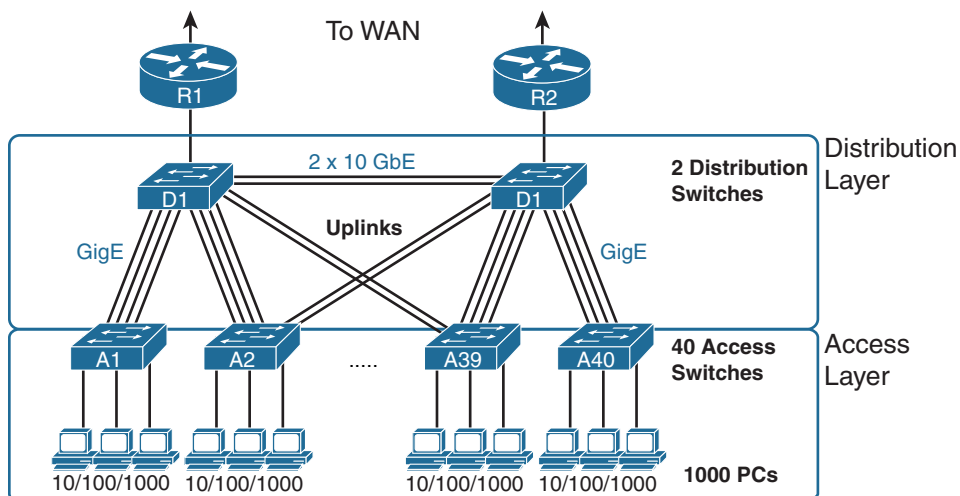 To WAN
R1
R2
Distribution
Layer
2 x 10 GbE
2 Distribution
Switches
D1
D1
Uplinks
GigE
GigE
A1
A2
.....
A39
A40
40 Access
Switches
Access
Layer
10/100/1000
10/100/1000
10/100/1000
10/100/1000
1000 PCs